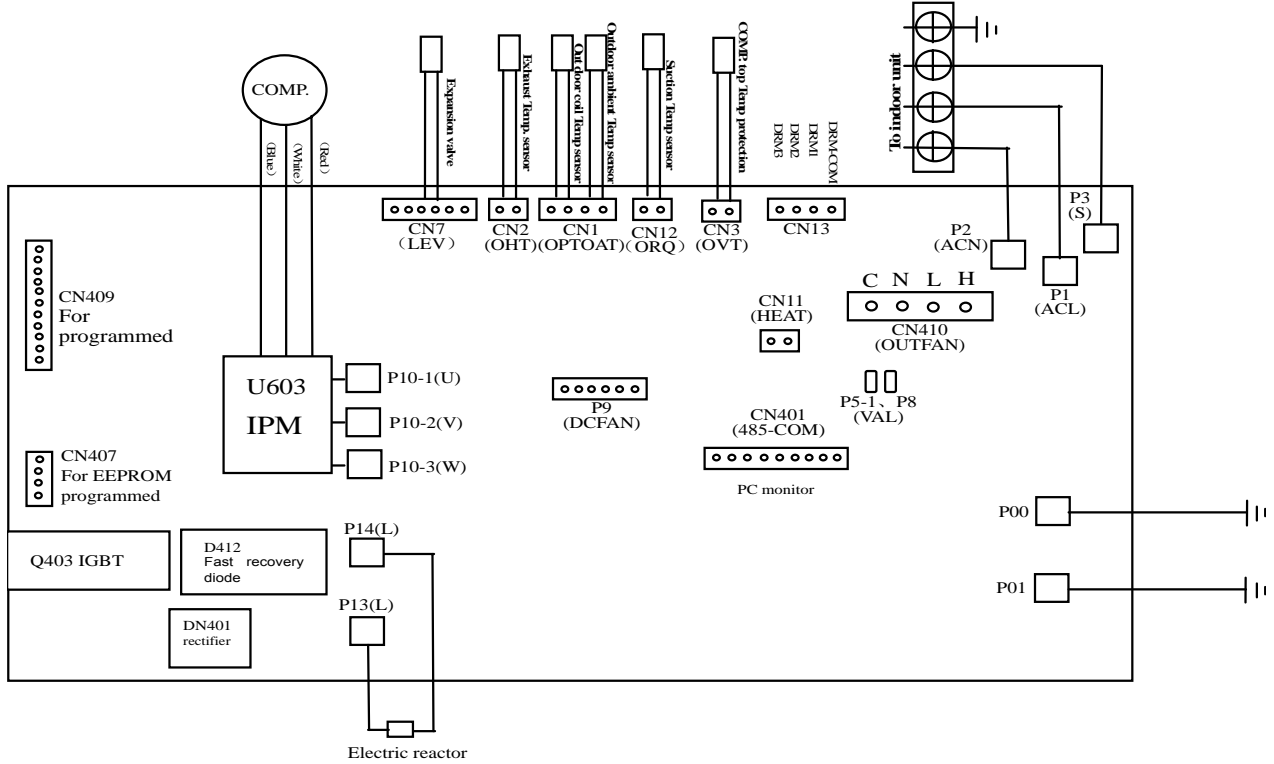 COMP.
(Blue)
(White)
(Red)
Expansion valve
Exhaust Temp. sensor
Out door coil Temp sensor
Outdoor ambient Temp sensor
Suction Temp sensor
COMP. top Temp protection
DRM3
DRM2
DRM1
DRM-COM
To indoor unit
CN7
(LEV)
CN2
(OHT)
CN1
(OPTOAT)
CN12
(ORQ)
CN3
(OVT)
CN13
P2
(ACN)
P3
(S)
P1
(ACL)
CN409
For
programmed
CN11
(HEAT)
C N L H
CN410
(OUTFAN)
U603
IPM
P10-1(U)
P10-2(V)
P10-3(W)
P9
(DCFAN)
P5-1、P8
(VAL)
CN401
(485-COM)
PC monitor
CN407
For EEPROM
programmed
Q403 IGBT
D412
Fast recovery
diode
P14(L)
P13(L)
DN401
rectifier
P00
P01
Electric reactor